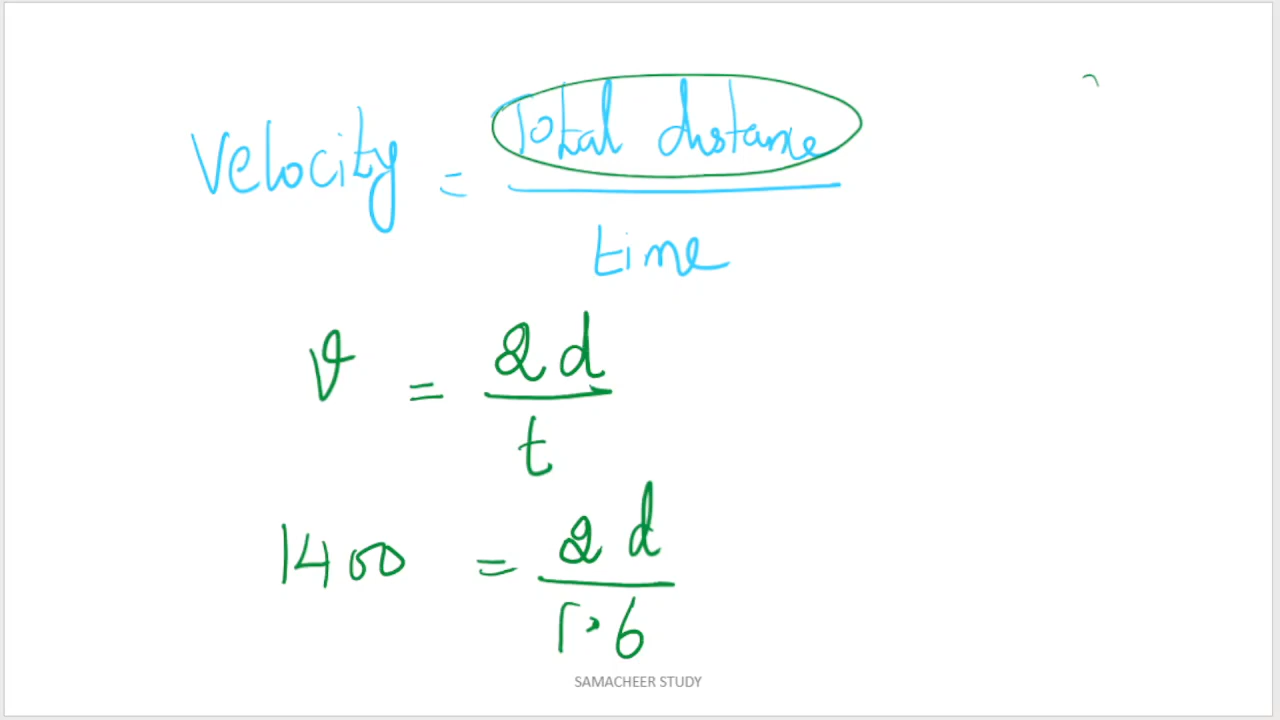 Velocity = Total distance / time
v = 2d / t
1400 = 2d / 1.6
SAMACHEER STUDY